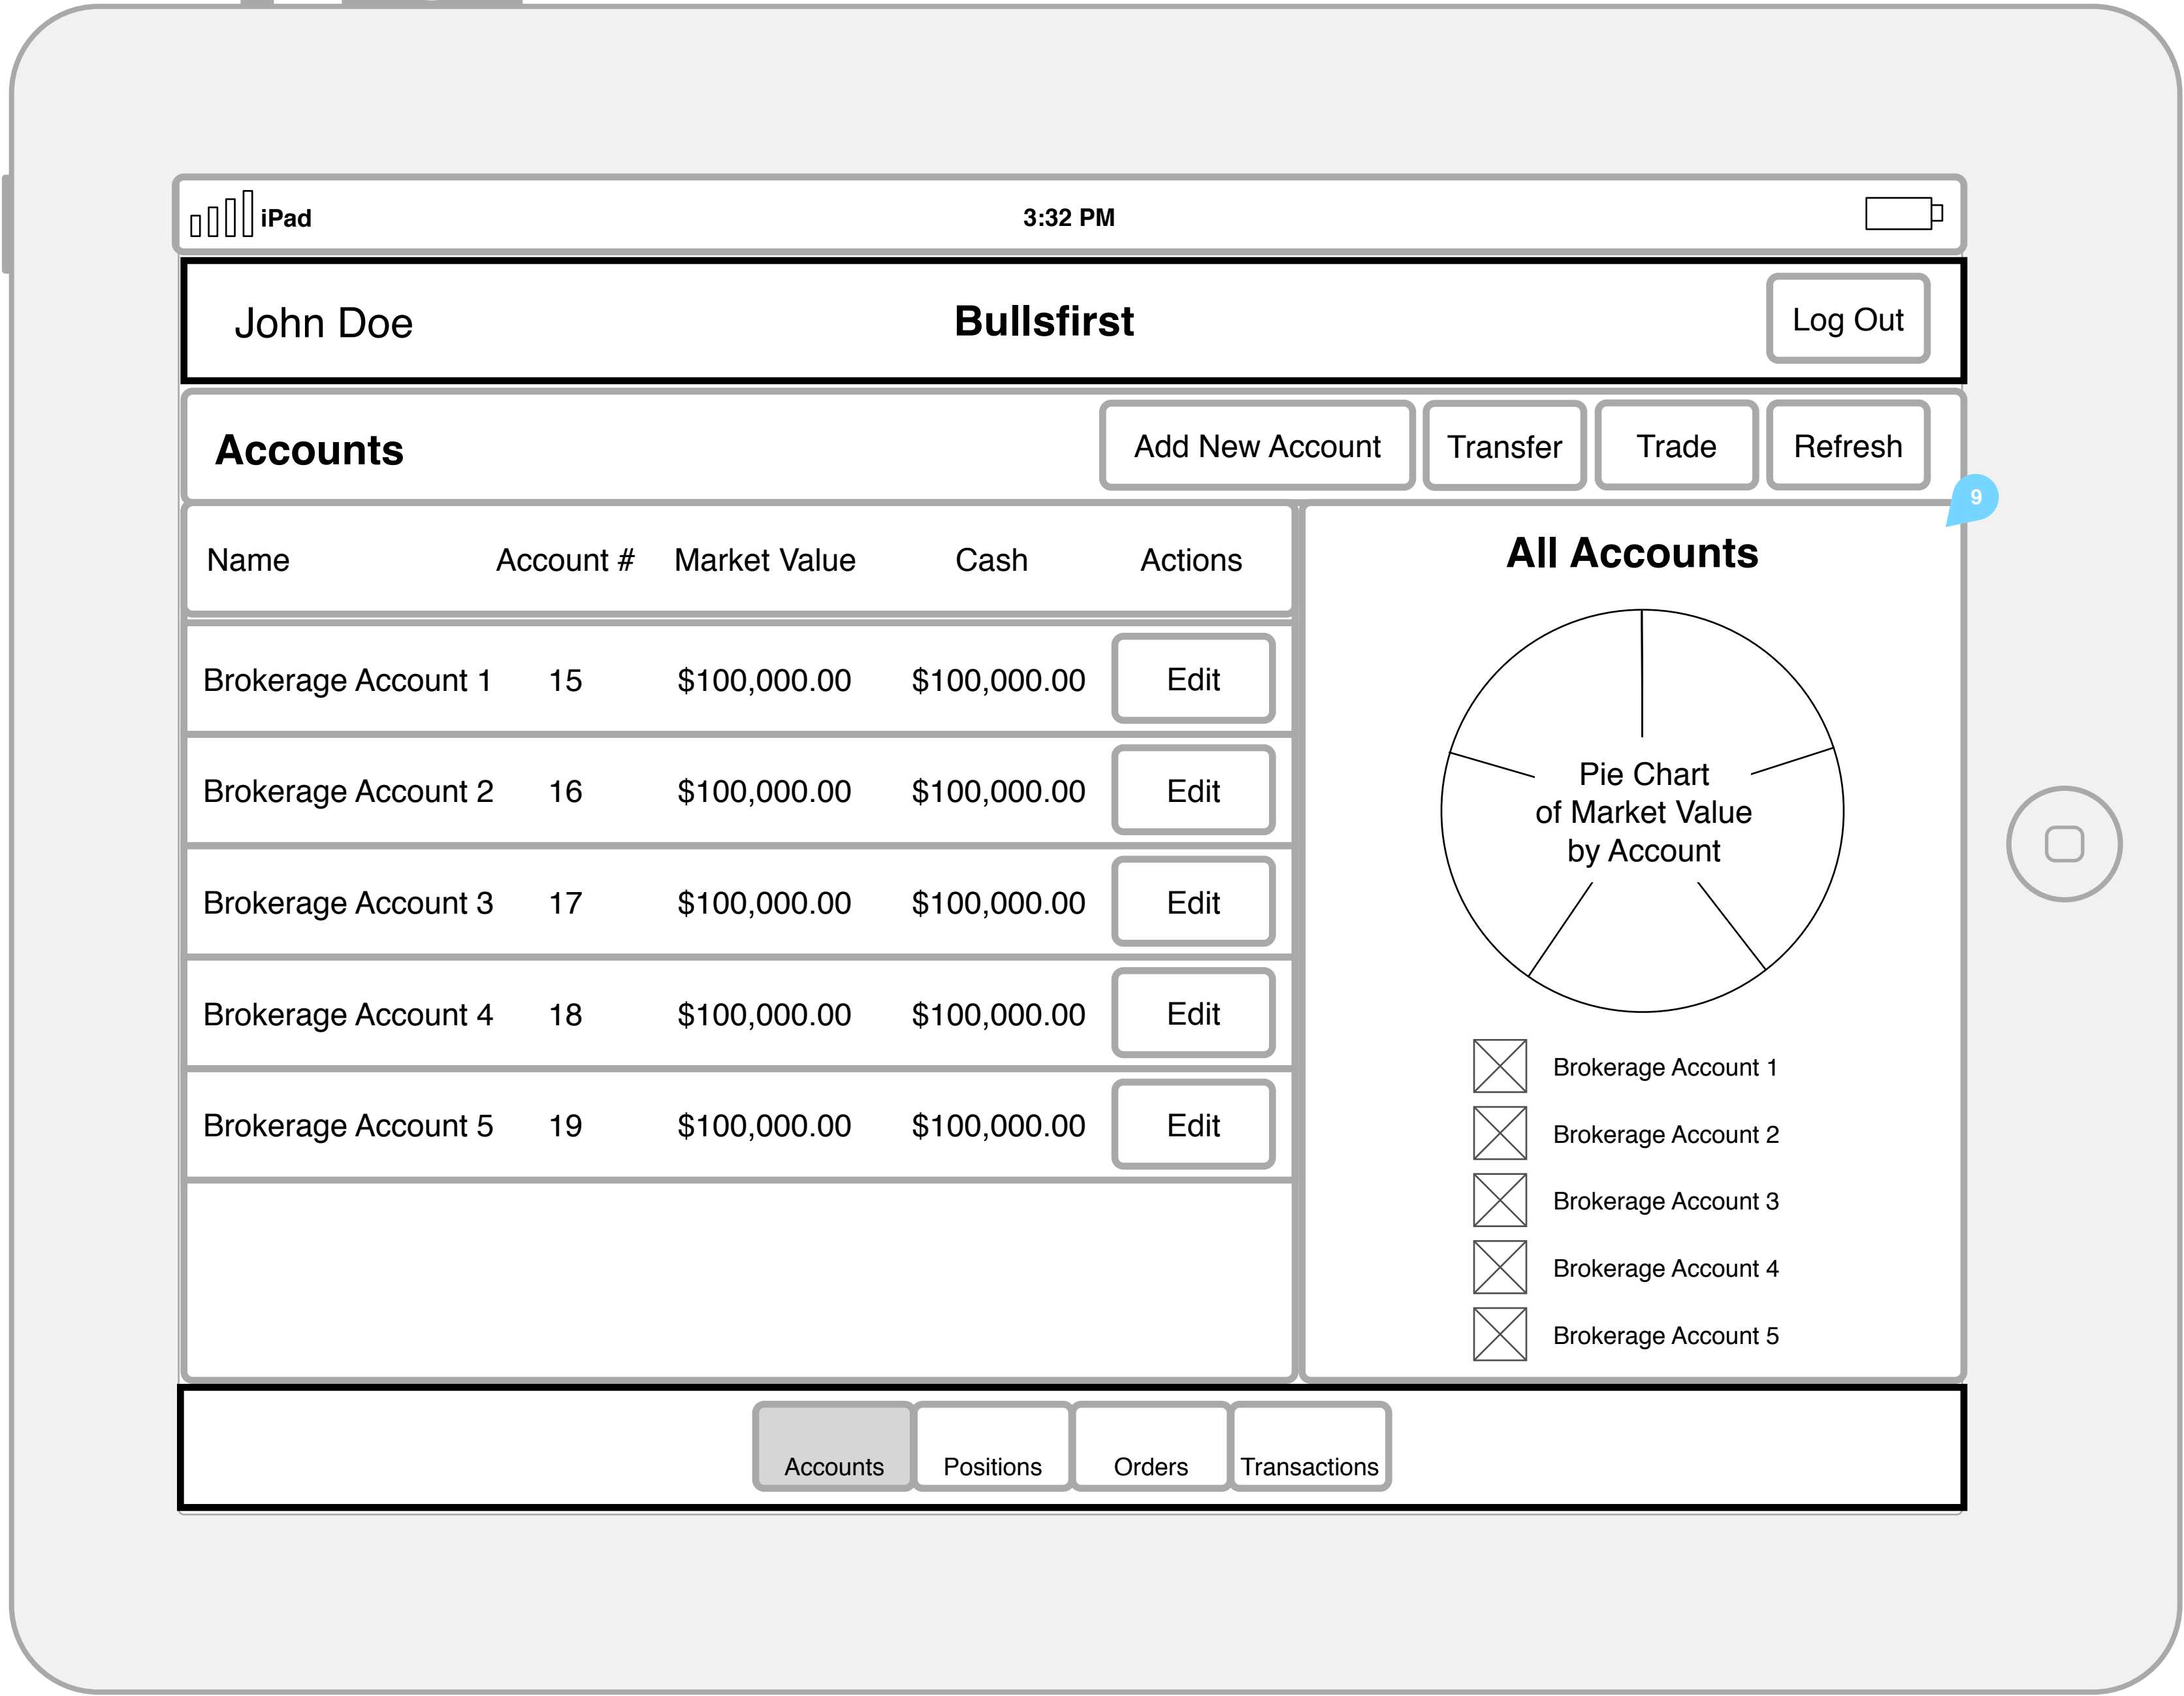 iPad 3:32 PM
John Doe Bullsfirst Log Out
Accounts Add New Account Transfer Trade Refresh
9
Name Account # Market Value Cash Actions
Brokerage Account 1 15 $100,000.00 $100,000.00 Edit
Brokerage Account 2 16 $100,000.00 $100,000.00 Edit
Brokerage Account 3 17 $100,000.00 $100,000.00 Edit
Brokerage Account 4 18 $100,000.00 $100,000.00 Edit
Brokerage Account 5 19 $100,000.00 $100,000.00 Edit
All Accounts
Pie Chart
of Market Value
by Account
Brokerage Account 1
Brokerage Account 2
Brokerage Account 3
Brokerage Account 4
Brokerage Account 5
Accounts Positions Orders Transactions